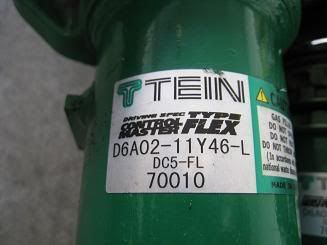 TEIN
DRIVING SPEC
CONTROL MASTER TYPE FLEX
D6A02-11Y46-L
DC5-FL
70010
GAS
DO NOT
DO NOT
DO NOT
(In accordance
national waste
MADE IN